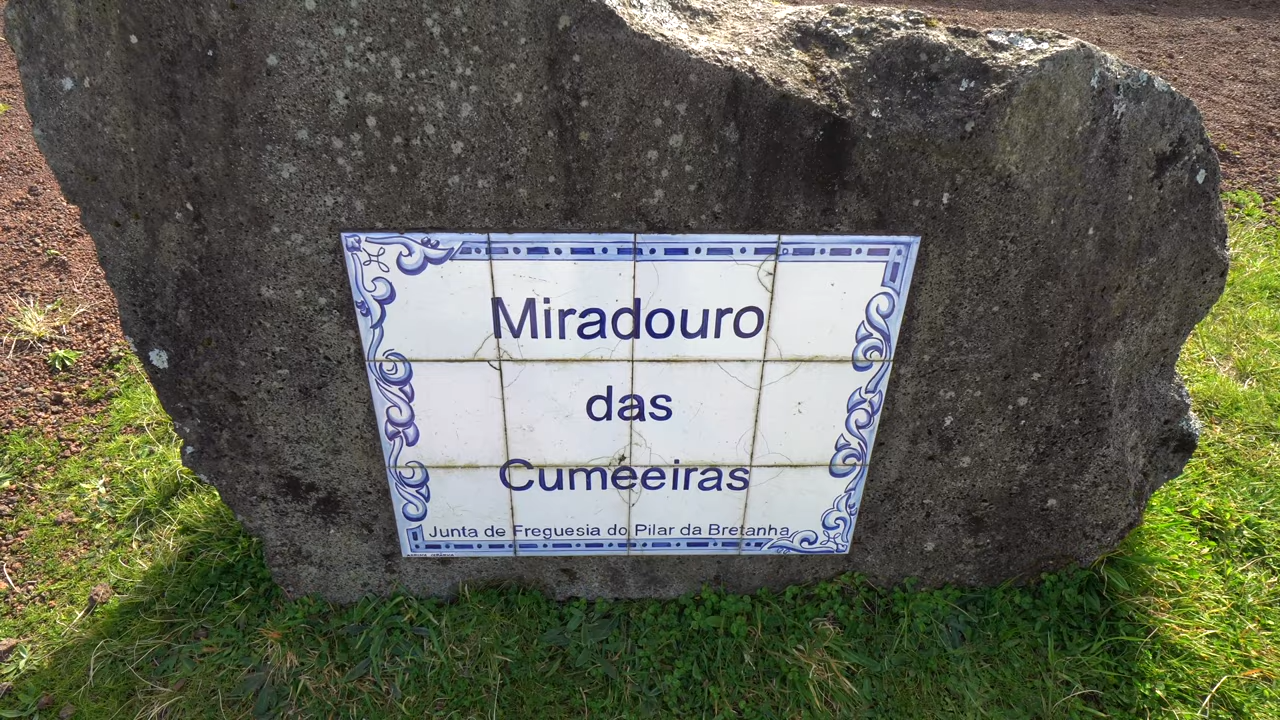 Miradouro
das
Cumeeiras
Junta de Freguesia do Pilar da Bretanha